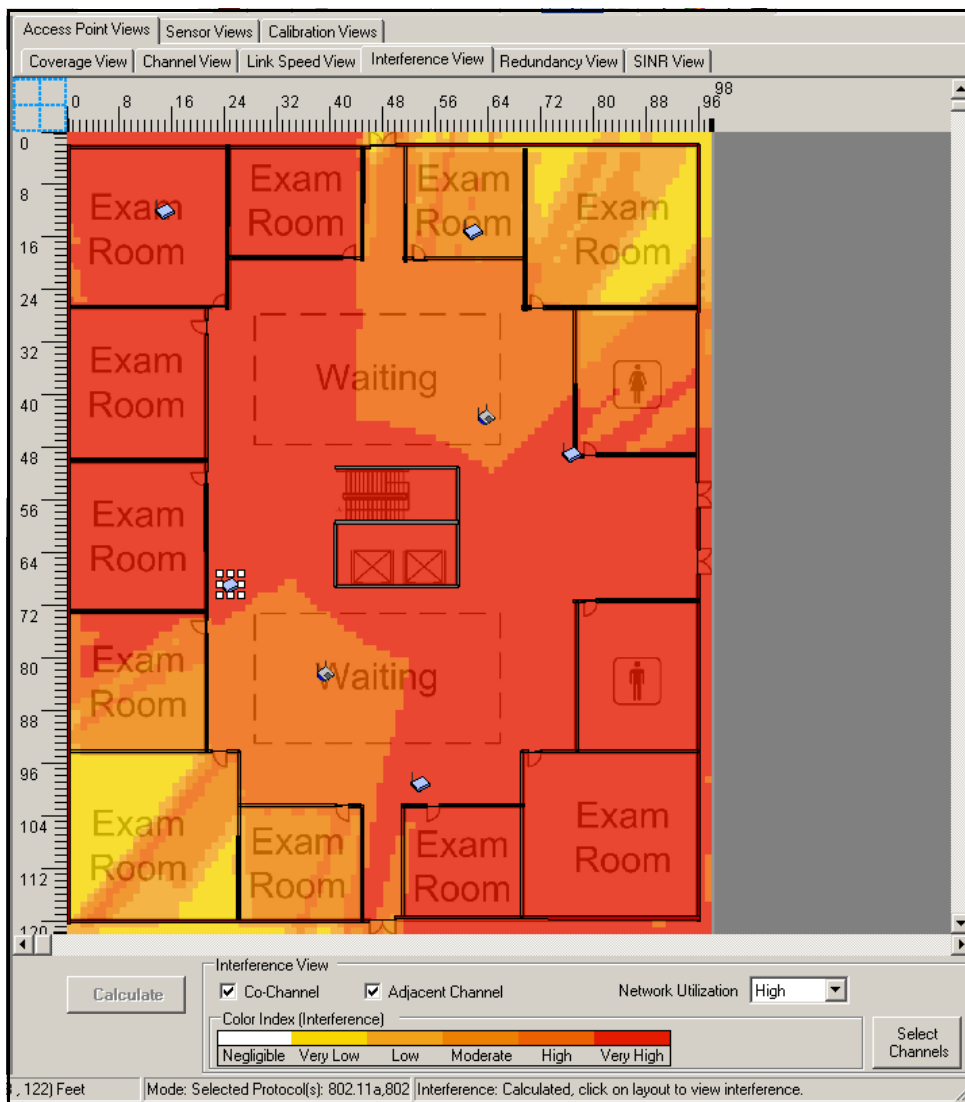 Access Point Views Sensor Views Calibration Views
Coverage View Channel View Link Speed View Interference View Redundancy View SINR View
98
0 8 16 24 32 40 48 56 64 72 80 88 96
0
8
16
24
32
40
48
56
64
72
80
88
96
104
112
120
Exam Room
Exam Room
Exam Room
Exam Room
Exam Room
Waiting
Exam Room
Exam Room
Waiting
Exam Room
Exam Room
Exam Room
Exam Room
Interference View
Calculate
Co-Channel Adjacent Channel Network Utilization High
Color Index (Interference)
Negligible Very Low Low Moderate High Very High
Select Channels
, 122) Feet Mode: Selected Protocol(s): 802.11a,802 Interference: Calculated, click on layout to view interference.